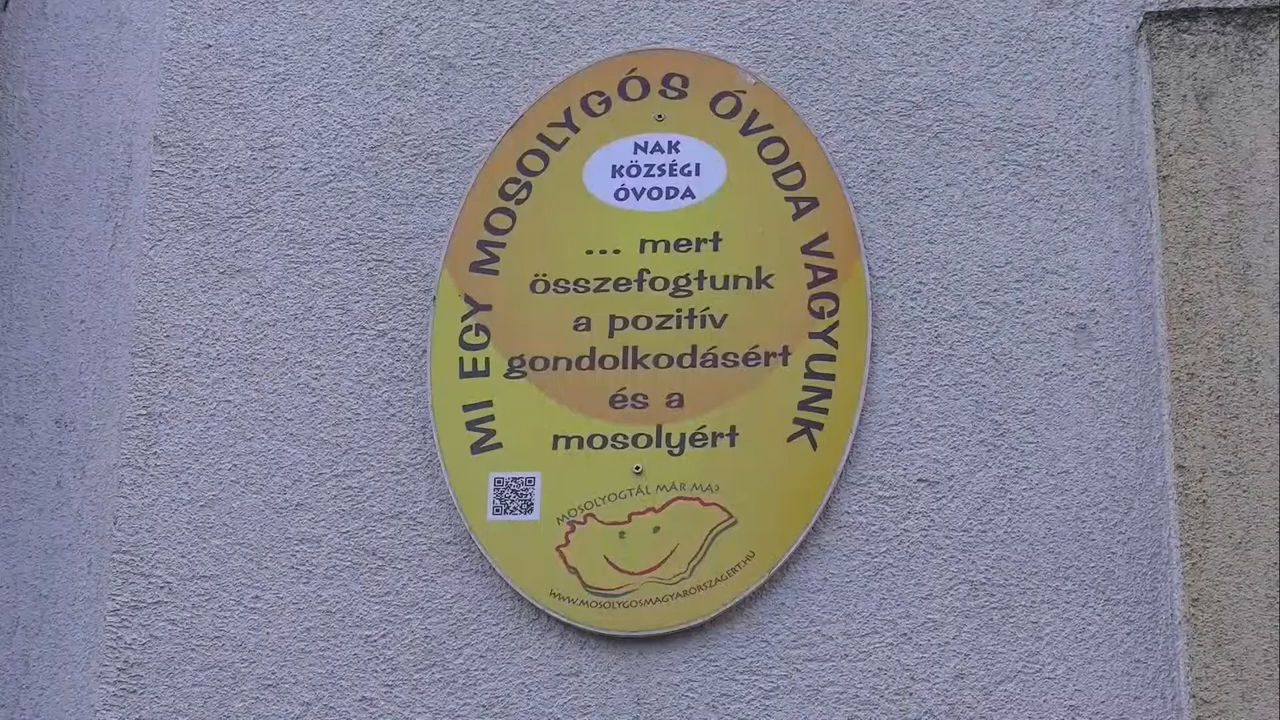 MI EGY MOSOLYGÓS ÓVODA VAGYUNK
NAK
KÖZSÉGI
ÓVODA
... mert
összefogtunk
a pozitív
gondolkodásért
és a
mosolyért
MOSOLYOGTÁL MÁR MA?
WWW.MOSOLYGOSMAGYARORSZAGERT.HU